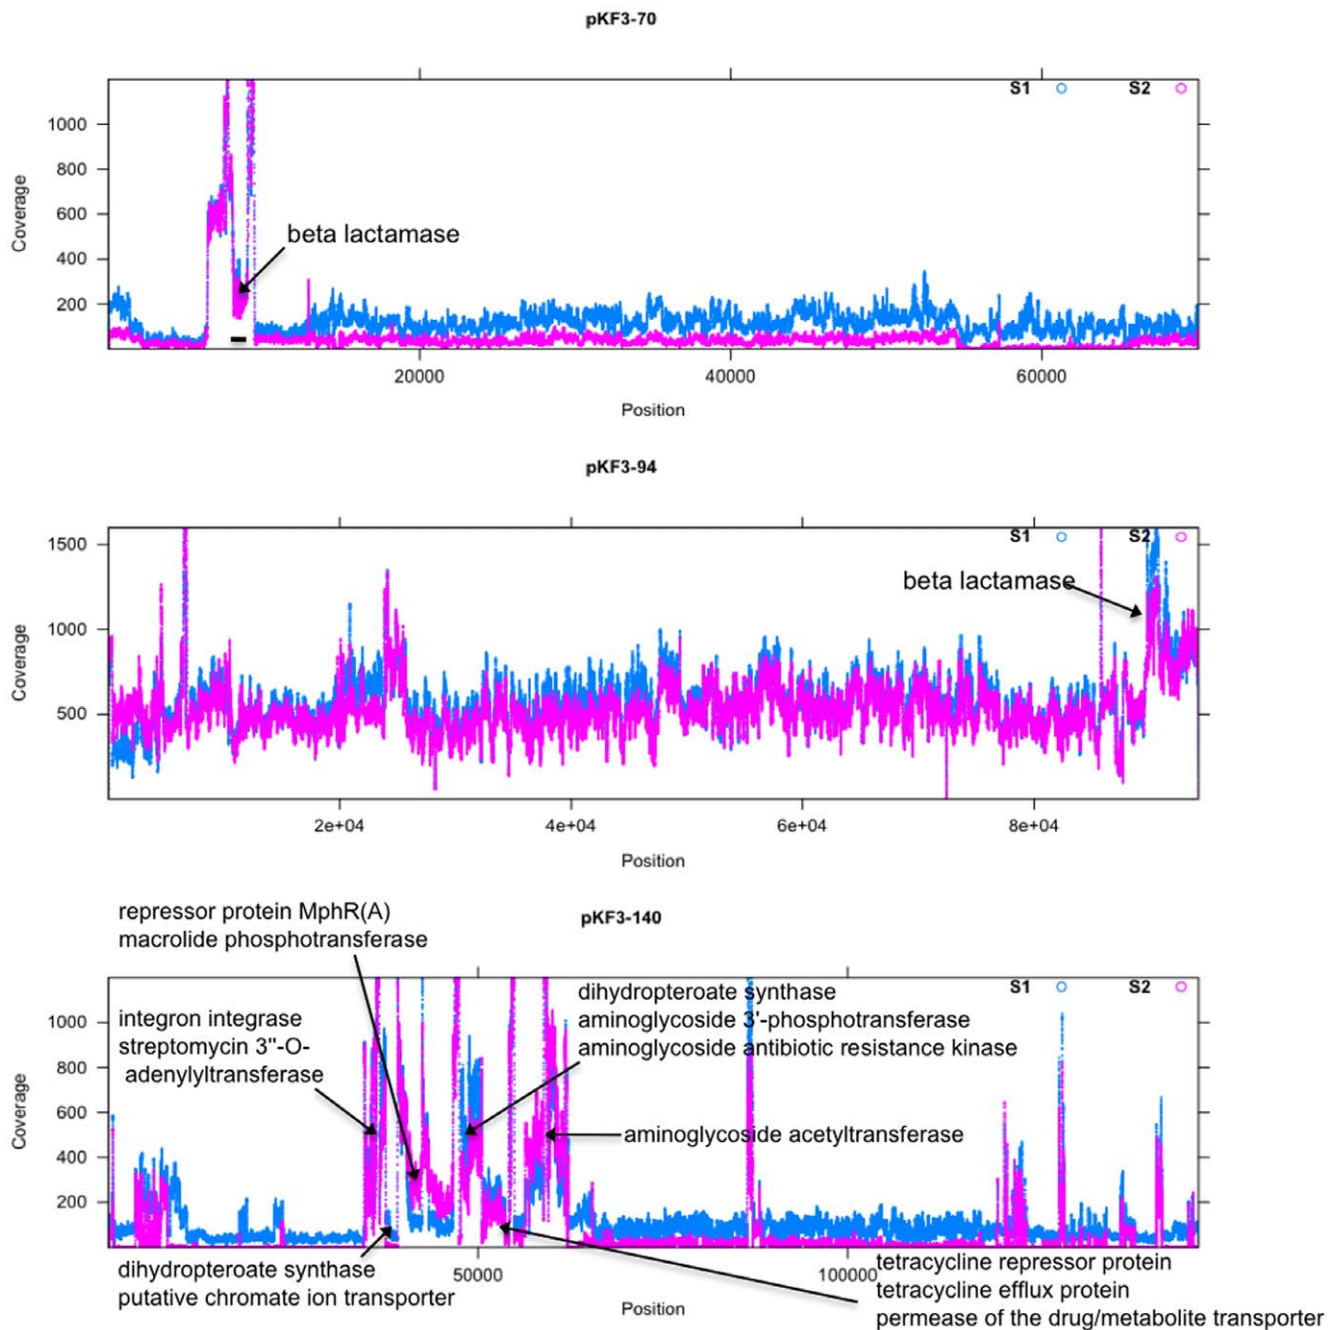 pKF3-70
S1
S2
1000
800
600
400
200
Coverage
beta lactamase
20000
40000
60000
Position
pKF3-94
S1
S2
1500
1000
500
Coverage
beta lactamase
2e+04
4e+04
6e+04
8e+04
Position
repressor protein MphR(A)
macrolide phosphotransferase
pKF3-140
S1
S2
dihydropteroate synthase
aminoglycoside 3'-phosphotransferase
aminoglycoside antibiotic resistance kinase
integron integrase
streptomycin 3"-O-
adenylyltransferase
aminoglycoside acetyltransferase
1000
800
600
400
200
Coverage
dihydropteroate synthase
putative chromate ion transporter
50000
100000
Position
tetracycline repressor protein
tetracycline efflux protein
permease of the drug/metabolite transporter